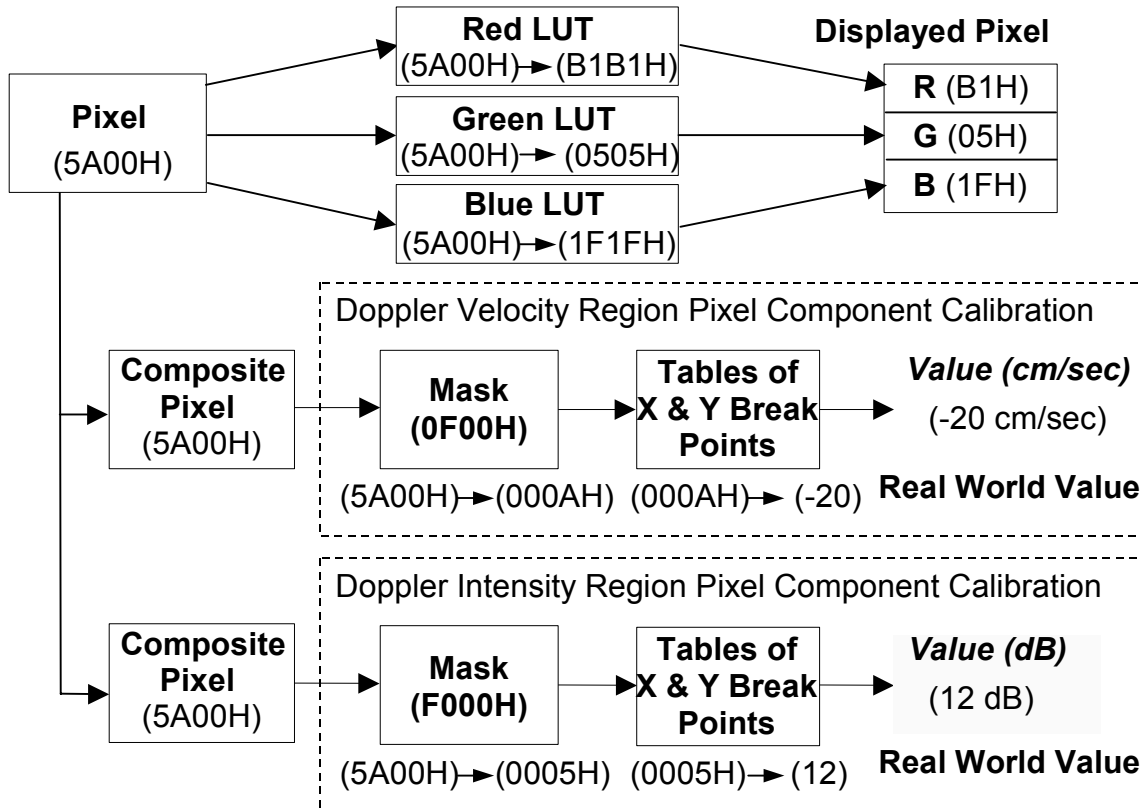 Pixel
(5A00H)
Red LUT
(5A00H)→(B1B1H)
Green LUT
(5A00H)→(0505H)
Blue LUT
(5A00H)→(1F1FH)
Displayed Pixel
R (B1H)
G (05H)
B (1FH)
Doppler Velocity Region Pixel Component Calibration
Composite
Pixel
(5A00H)
Mask
(0F00H)
Tables of
X & Y Break
Points
Value (cm/sec)
(-20 cm/sec)
(5A00H)→(000AH)
(000AH)→(-20)
Real World Value
Doppler Intensity Region Pixel Component Calibration
Composite
Pixel
(5A00H)
Mask
(F000H)
Tables of
X & Y Break
Points
Value (dB)
(12 dB)
(5A00H)→(0005H)
(0005H)→(12)
Real World Value